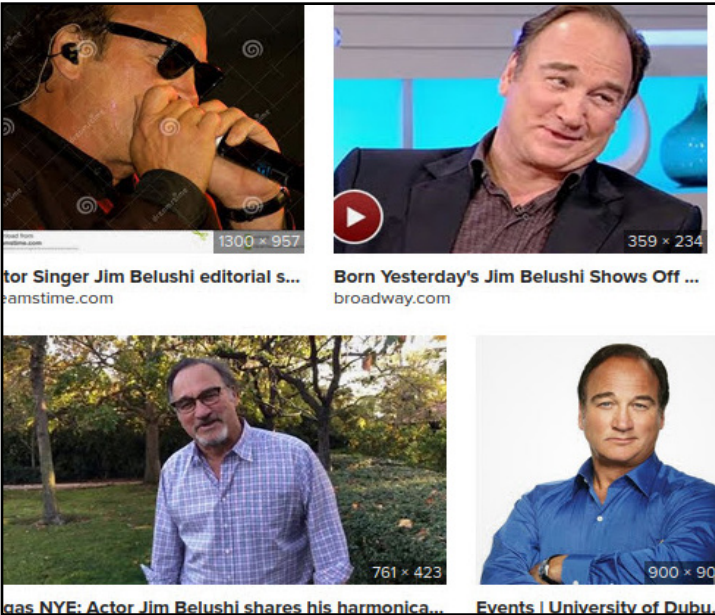 dreamstime
1300 × 957
359 × 234
tor Singer Jim Belushi editorial s...
eamstime.com
Born Yesterday's Jim Belushi Shows Off ...
broadway.com
761 × 423
900 × 90
gas NYE: Actor Jim Belushi shares his harmonica...
Events | University of Dubu